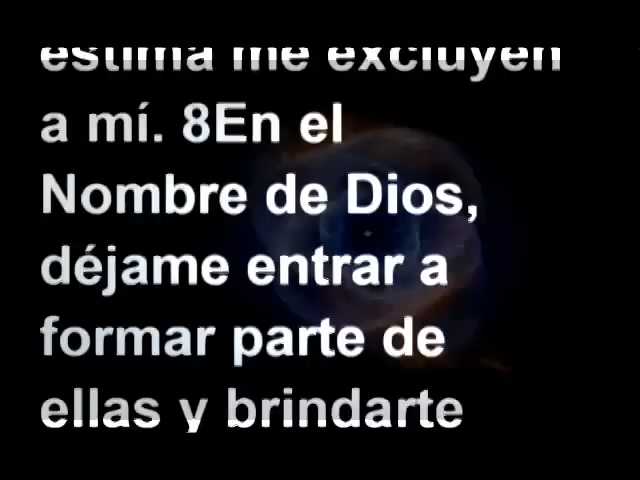 estima me excluyen
a mí. 8En el
Nombre de Dios,
déjame entrar a
formar parte de
ellas y brindarte